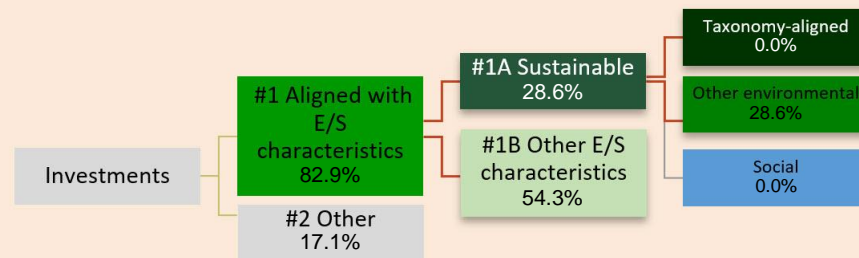 Investments
#1 Aligned with
E/S
characteristics
82.9%
#2 Other
17.1%
#1A Sustainable
28.6%
#1B Other E/S
characteristics
54.3%
Taxonomy-aligned
0.0%
Other environmental
28.6%
Social
0.0%